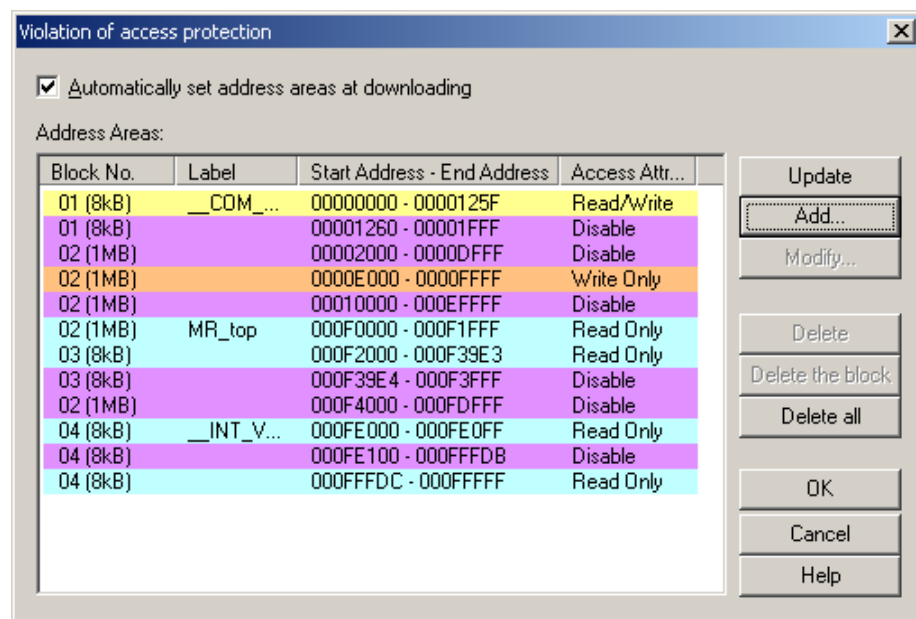 Violation of access protection
Automatically set address areas at downloading
Address Areas:
Block No. Label Start Address - End Address Access Attr...
01 (8kB) __COM_... 00000000 - 0000125F Read/Write
01 (8kB) 00001260 - 00001FFF Disable
02 (1MB) 00002000 - 0000DFFF Disable
02 (1MB) 0000E000 - 0000FFFF Write Only
02 (1MB) 00010000 - 000EFFFF Disable
02 (1MB) MR_top 000F0000 - 000F1FFF Read Only
03 (8kB) 000F2000 - 000F39E3 Read Only
03 (8kB) 000F39E4 - 000F3FFF Disable
02 (1MB) 000F4000 - 000FDFFF Disable
04 (8kB) __INT_V... 000FE000 - 000FE0FF Read Only
04 (8kB) 000FE100 - 000FFFDB Disable
04 (8kB) 000FFFDC - 000FFFFF Read Only
Update
Add...
Modify...
Delete
Delete the block
Delete all
OK
Cancel
Help